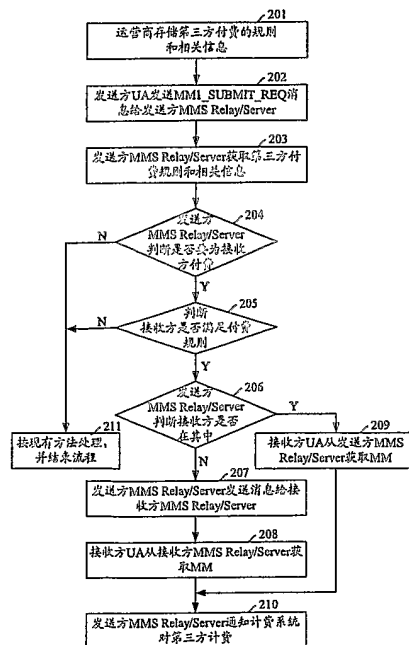 201
运营商存储第三方付费的规则
和相关信息
202
发送方UA发送MM1_SUBMIT_REQ消
息给发送方MMS Relay/Server
203
发送方MMS Relay/Server获取第三方付
费规则和相关信息
204
发送方
MMS Relay/Server
判断是否会为接收
方付费
N
Y
205
判断
接收方是否满足付费
规则
N
Y
206
发送方
MMS Relay/Server
判断接收方是否
在其中
Y
N
211
按现有方法处理，
并结束流程
209
接收方UA从发送方MMS
Relay/Server获取MM
207
发送方MMS Relay/Server发送消息给接
收方MMS Relay/Server
208
接收方UA从接收方MMS Relay/Server获
取MM
210
发送方MMS Relay/Server通知计费系统
对第三方计费